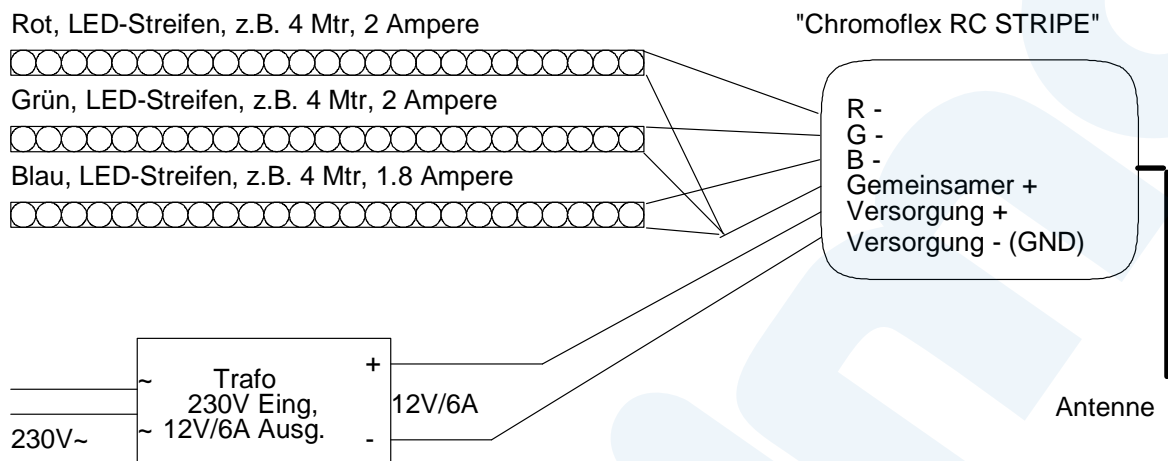 Rot, LED-Streifen, z.B. 4 Mtr, 2 Ampere
"Chromoflex RC STRIPE"
Grün, LED-Streifen, z.B. 4 Mtr, 2 Ampere
Blau, LED-Streifen, z.B. 4 Mtr, 1.8 Ampere
R -
G -
B -
Gemeinsamer +
Versorgung +
Versorgung - (GND)
Antenne
230V~
~
~
Trafo
230V Eing,
12V/6A Ausg.
+
-
12V/6A